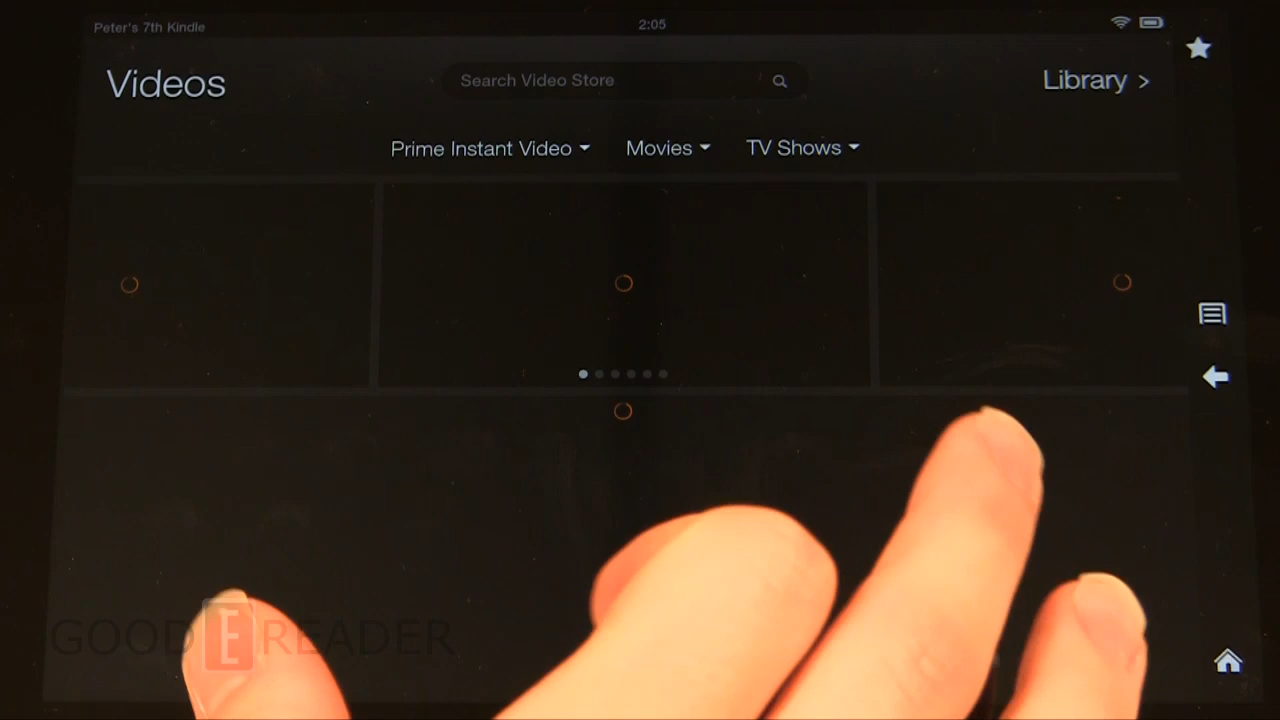 Peter's 7th Kindle 2:05
Videos Search Video Store Library >
Prime Instant Video Movies TV Shows
GOOD E READER